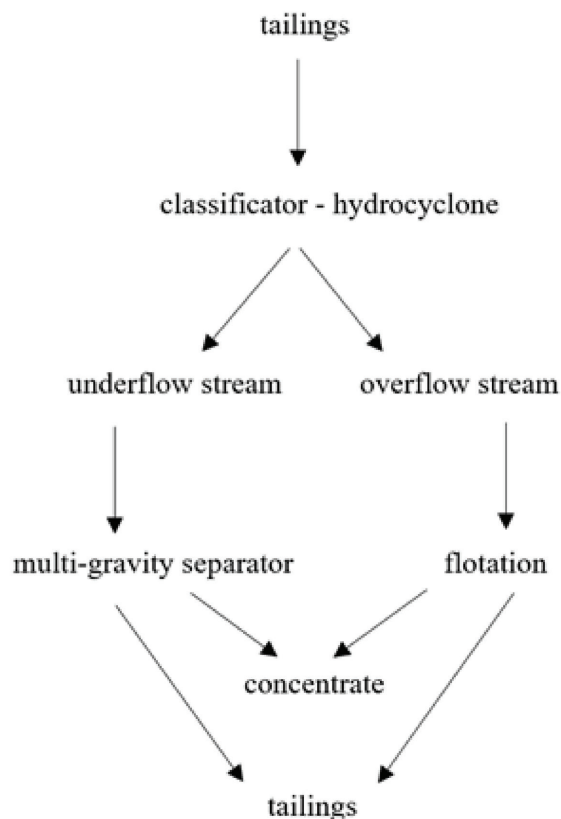 tailings
classificator - hydrocyclone
underflow stream
overflow stream
multi-gravity separator
flotation
concentrate
tailings